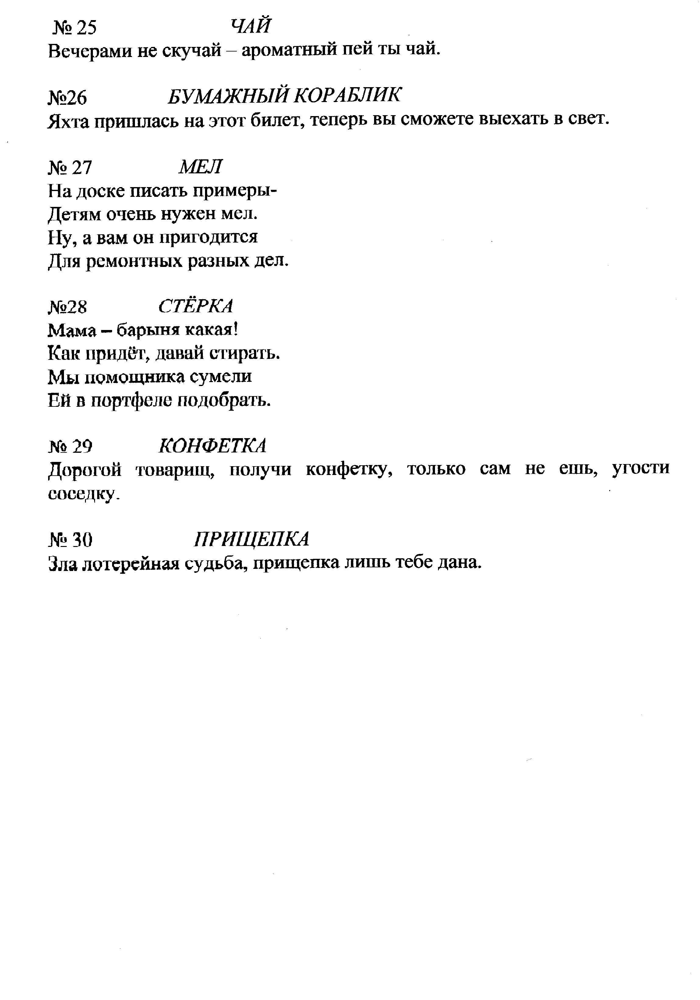 № 25 ЧАЙ
Вечерами не скучай – ароматный пей ты чай.
№26 БУМАЖНЫЙ КОРАБЛИК
Яхта пришлась на этот билет, теперь вы сможете выехать в свет.
№ 27 МЕЛ
На доске писать примеры-
Детям очень нужен мел.
Ну, а вам он пригодится
Для ремонтных разных дел.
№28 СТЁРКА
Мама – барыня какая!
Как придёт, давай стирать.
Мы помощника сумели
Ей в портфеле подобрать.
№ 29 КОНФЕТКА
Дорогой товарищ, получи конфетку, только сам не ешь, угости
соседку.
№ 30 ПРИЩЕПКА
Зла лотерейная судьба, прищепка лишь тебе дана.